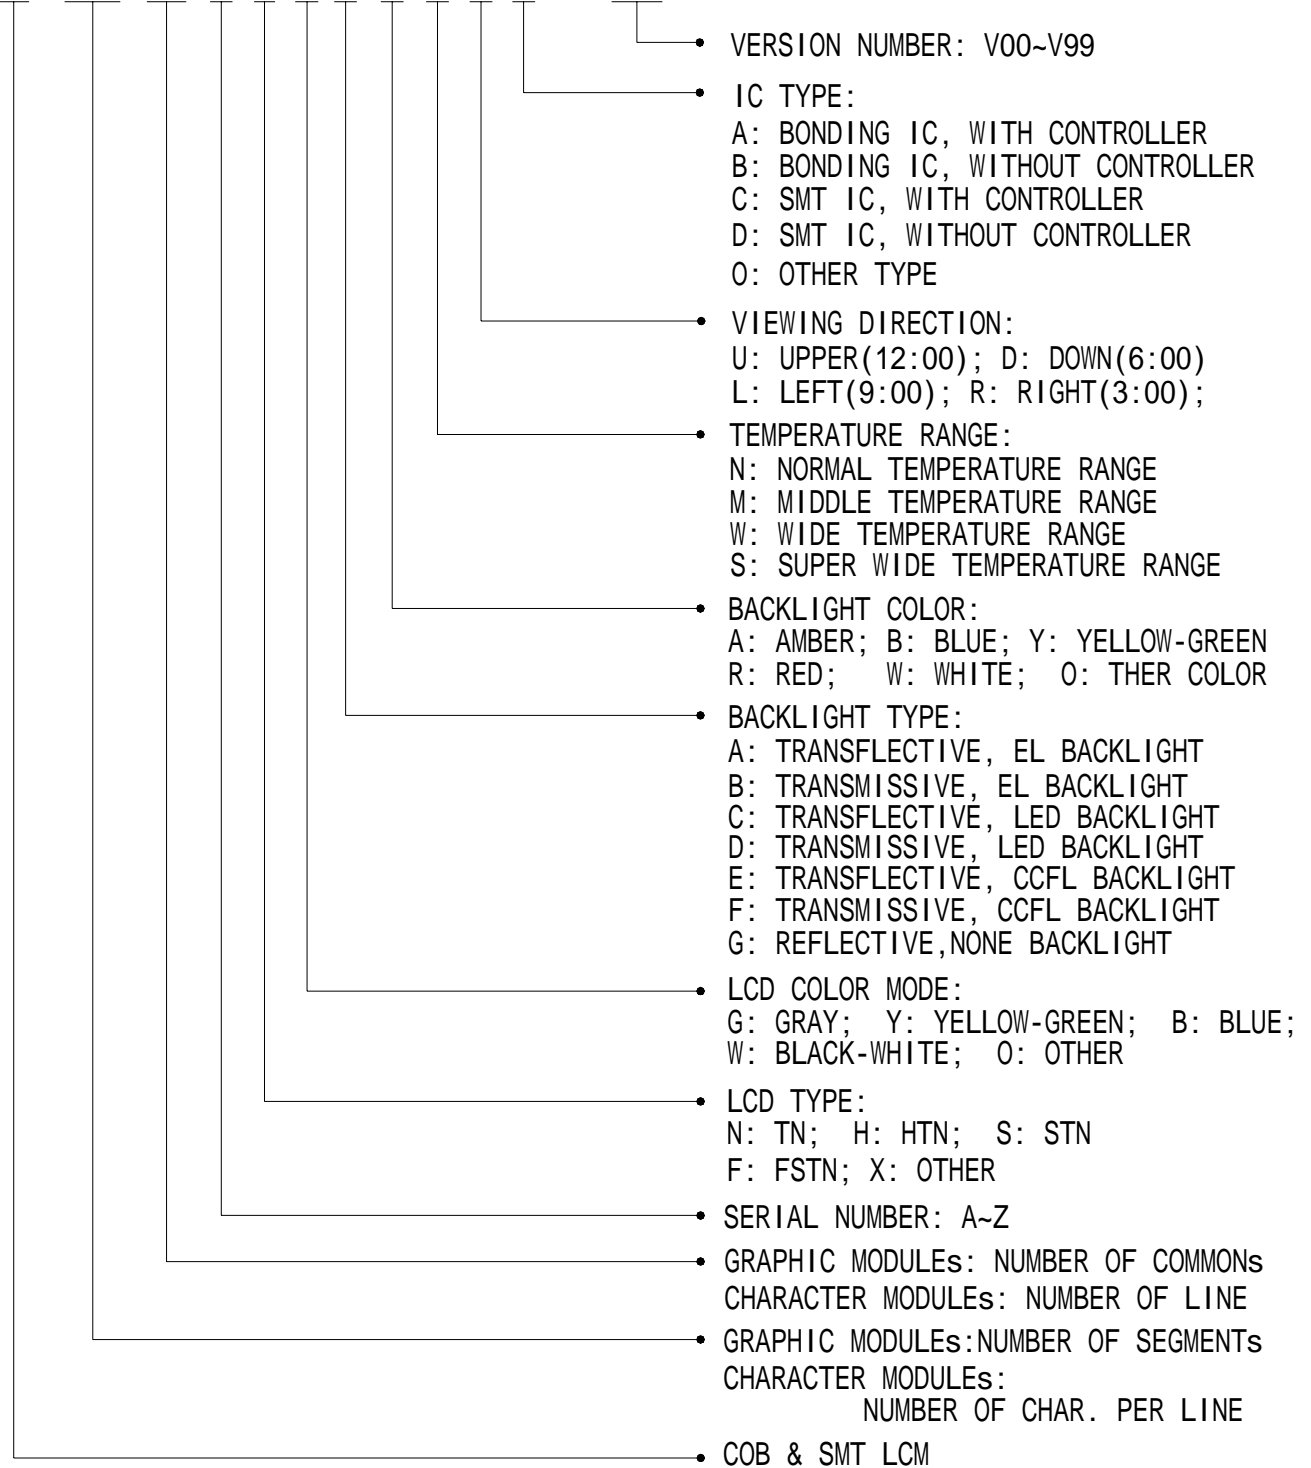 VERSION NUMBER: V00~V99
IC TYPE:
A: BONDING IC, WITH CONTROLLER
B: BONDING IC, WITHOUT CONTROLLER
C: SMT IC, WITH CONTROLLER
D: SMT IC, WITHOUT CONTROLLER
O: OTHER TYPE
VIEWING DIRECTION:
U: UPPER(12:00); D: DOWN(6:00)
L: LEFT(9:00); R: RIGHT(3:00);
TEMPERATURE RANGE:
N: NORMAL TEMPERATURE RANGE
M: MIDDLE TEMPERATURE RANGE
W: WIDE TEMPERATURE RANGE
S: SUPER WIDE TEMPERATURE RANGE
BACKLIGHT COLOR:
A: AMBER; B: BLUE; Y: YELLOW-GREEN
R: RED; W: WHITE; O: THER COLOR
BACKLIGHT TYPE:
A: TRANSFLECTIVE, EL BACKLIGHT
B: TRANSMISSIVE, EL BACKLIGHT
C: TRANSFLECTIVE, LED BACKLIGHT
D: TRANSMISSIVE, LED BACKLIGHT
E: TRANSFLECTIVE, CCFL BACKLIGHT
F: TRANSMISSIVE, CCFL BACKLIGHT
G: REFLECTIVE,NONE BACKLIGHT
LCD COLOR MODE:
G: GRAY; Y: YELLOW-GREEN; B: BLUE;
W: BLACK-WHITE; O: OTHER
LCD TYPE:
N: TN; H: HTN; S: STN
F: FSTN; X: OTHER
SERIAL NUMBER: A~Z
GRAPHIC MODULEs: NUMBER OF COMMONs
CHARACTER MODULEs: NUMBER OF LINE
GRAPHIC MODULEs:NUMBER OF SEGMENTs
CHARACTER MODULEs:
NUMBER OF CHAR. PER LINE
COB & SMT LCM